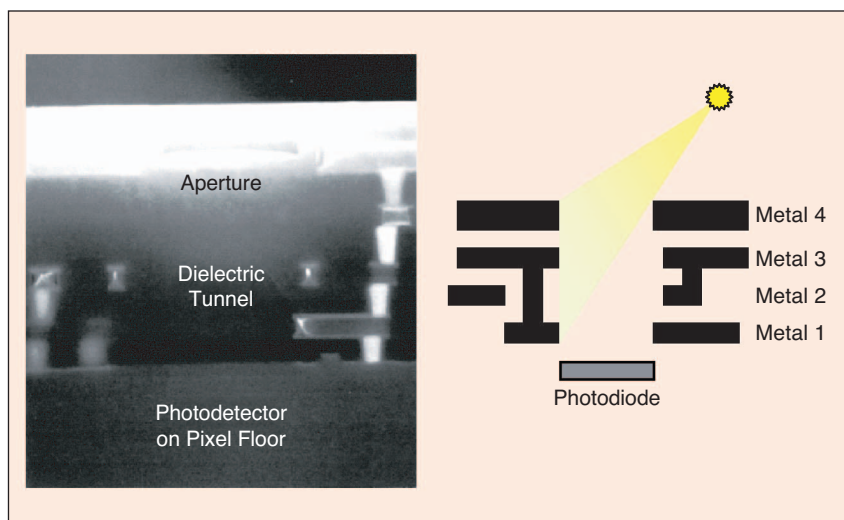 Aperture
Dielectric
Tunnel
Photodetector
on Pixel Floor
Metal 4
Metal 3
Metal 2
Metal 1
Photodiode